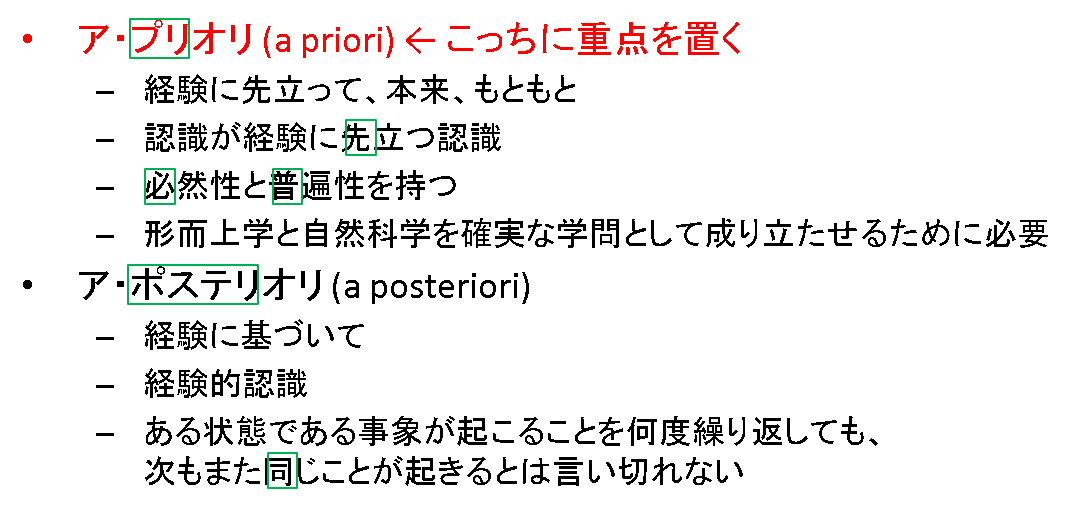 • ア・プリオリ (a priori) ← こっちに重点を置く
– 経験に先立って、本来、もともと
– 認識が経験に先立つ認識
– 必然性と普遍性を持つ
– 形而上学と自然科学を確実な学問として成り立たせるために必要
• ア・ポステリオリ (a posteriori)
– 経験に基づいて
– 経験的認識
– ある状態である事象が起こることを何度繰り返しても、
次もまた同じことが起きるとは言い切れない